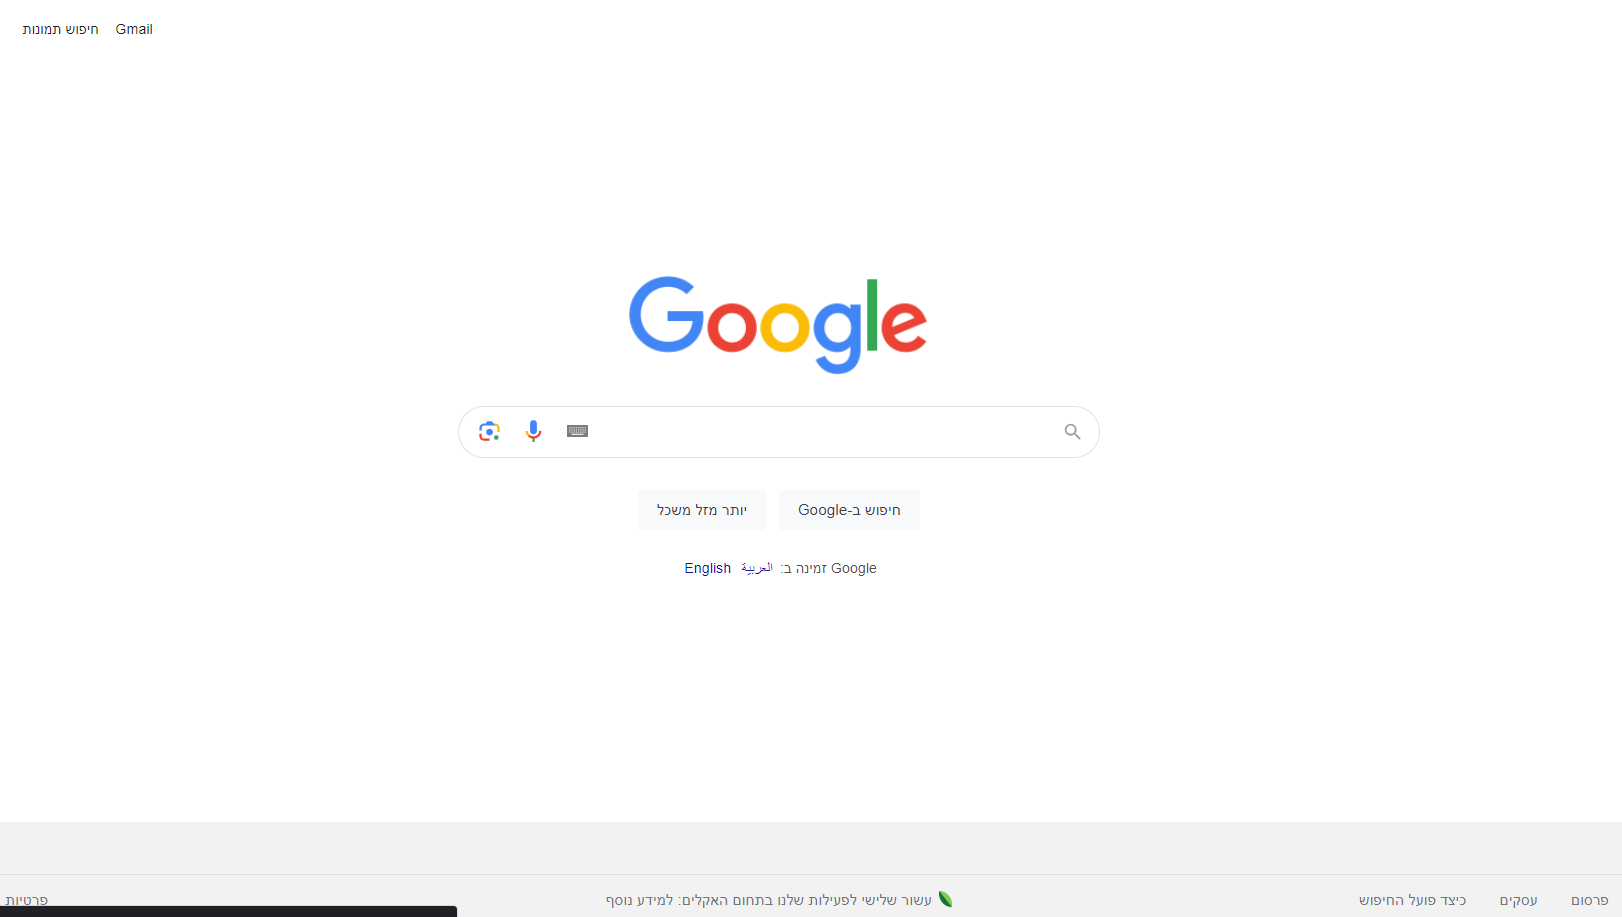 Gmail חיפוש תמונות
Google
חיפוש ב-Google
יותר מזל משכל
Google זמינה ב: العربية English
עשור שלישי לפעילות שלנו בתחום האקלים: למידע נוסף
פרסום עסקים כיצד פועל החיפוש
פרטיות